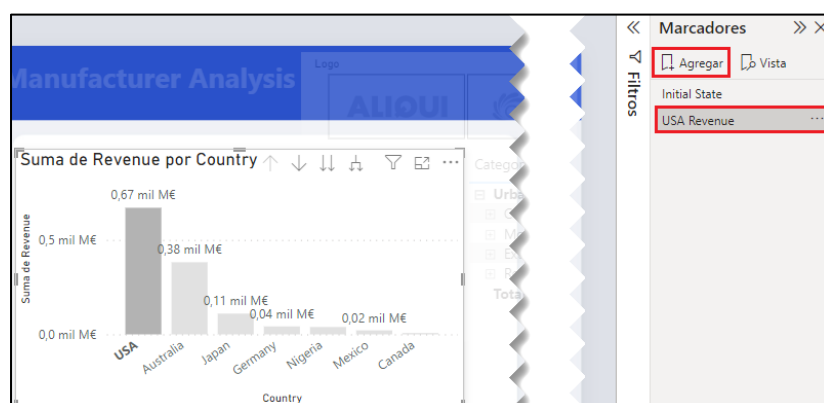 Manufacturer Analysis
Logo
ALIQUI
Suma de Revenue por Country
0,67 mil M€
0,5 mil M€
0,38 mil M€
0,11 mil M€
0,04 mil M€
0,02 mil M€
0,0 mil M€
Suma de Revenue
USA
Australia
Japan
Germany
Nigeria
Mexico
Canada
Country
Filtros
Marcadores
Agregar
Vista
Initial State
USA Revenue